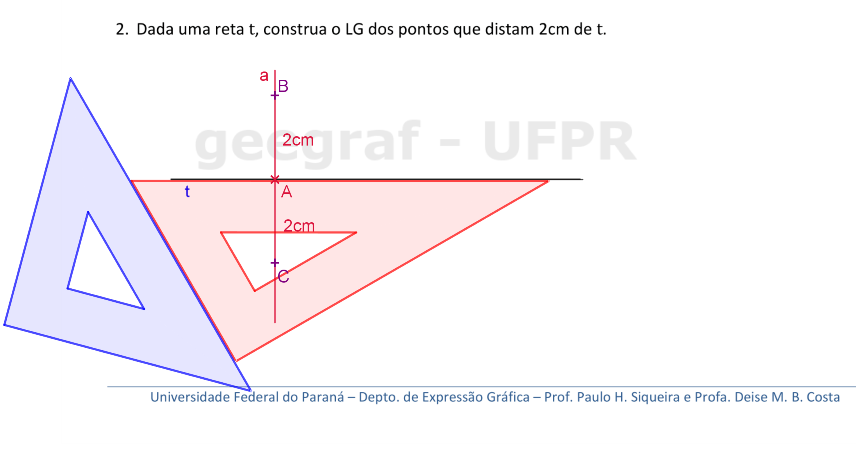 2. Dada uma reta t, construa o LG dos pontos que distam 2cm de t.
a
B
geegraf - UFPR
2cm
t
A
2cm
C
Universidade Federal do Paraná – Depto. de Expressão Gráfica – Prof. Paulo H. Siqueira e Profa. Deise M. B. Costa